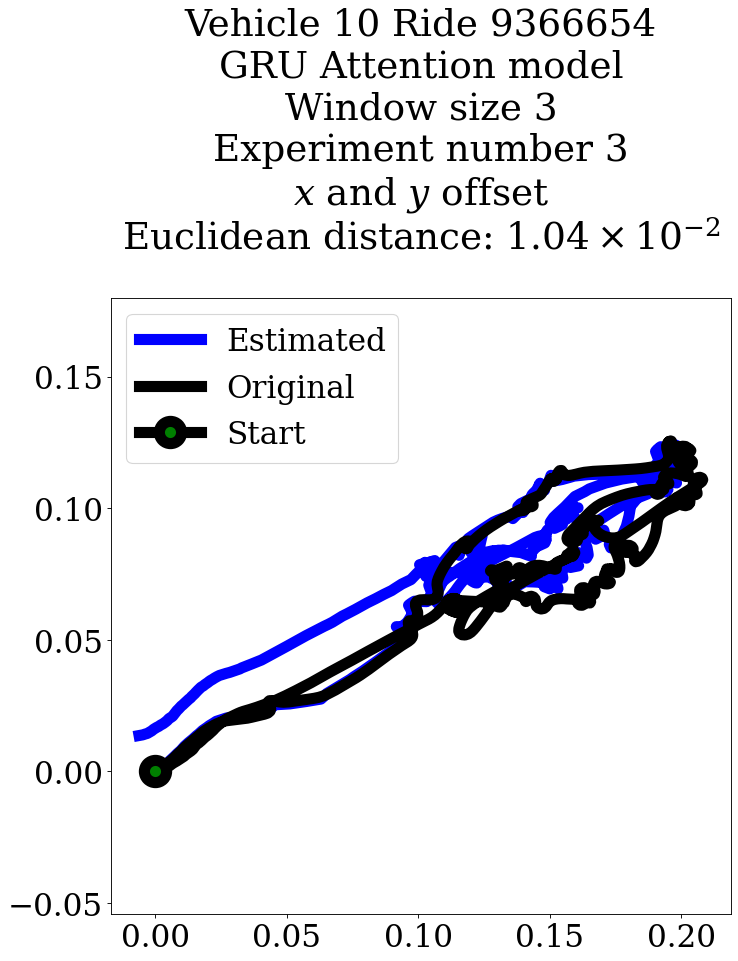 Vehicle 10 Ride 9366654
GRU Attention model
Window size 3
Experiment number 3
x and y offset
Euclidean distance: 1.04 × 10⁻²
Estimated
Original
Start
0.15
0.10
0.05
0.00
−0.05
0.00 0.05 0.10 0.15 0.20